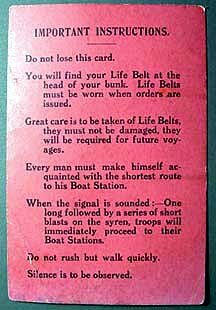 IMPORTANT INSTRUCTIONS.
Do not lose this card.
You will find your Life Belt at the
head of your bunk. Life Belts
must be worn when orders are
issued.
Great care is to be taken of Life Belts,
they must not be damaged, they
will be required for future voy-
ages.
Every man must make himself ac-
quainted with the shortest route
to his Boat Station.
When the signal is sounded :—One
long followed by a series of short
blasts on the syren, troops will
immediately proceed to their
Boat Stations.
Do not rush but walk quickly.
Silence is to be observed.